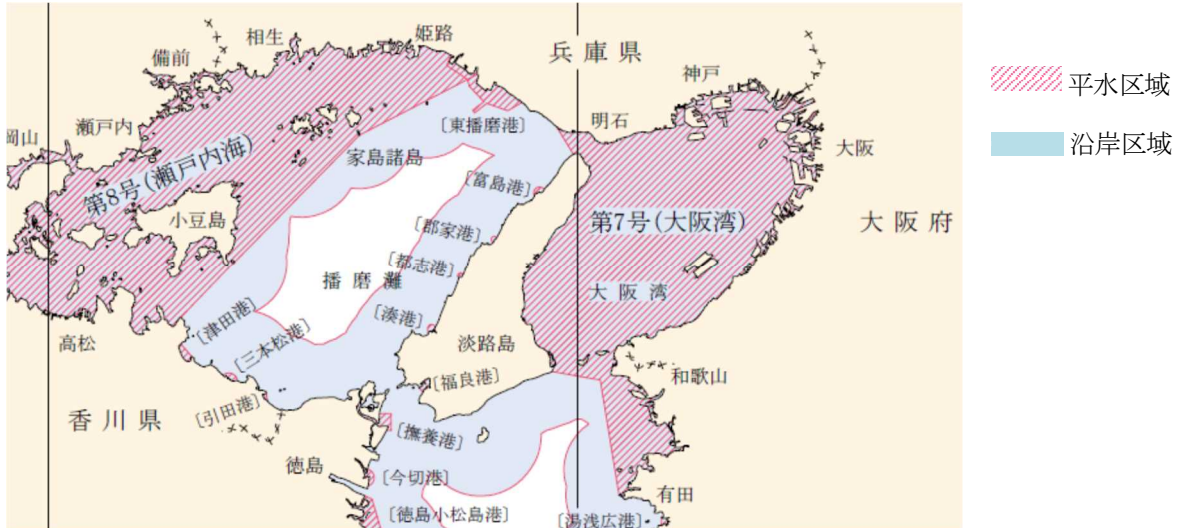 相生
姫路
兵庫県
備前
神戸
平水区域
瀬戸内
[東播磨港]
明石
沿岸区域
岡山
大阪
家島諸島
第8号(瀬戸内海)
[富島港]
小豆島
第7号(大阪湾)
大阪府
[郡家港]
[都志港]
播磨灘
大阪湾
[津田港]
[湊港]
高松
[三本松港]
淡路島
和歌山
[福良港]
香川県
[引田港]
[撫養港]
徳島
[今切港]
有田
[徳島小松島港]
[湯浅広港]